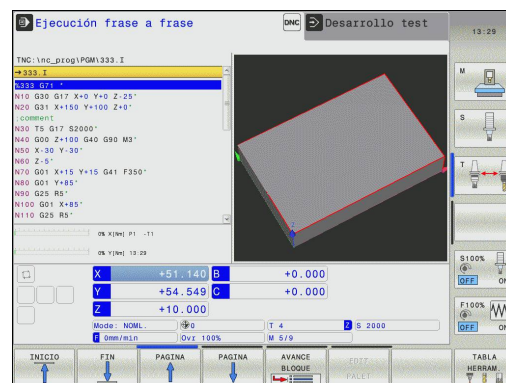 Ejecución frase a frase
DNC
Desarrollo test
13:29
TNC:\nc_prog\PGM\333.I
→333.I
%333 G71 *
N10 G30 G17 X+0 Y+0 Z-25*
N20 G31 X+150 Y+100 Z+0*
;comment
N30 T5 G17 S2000*
N40 G00 Z+100 G40 G90 M3*
N50 X-30 Y-30*
N60 Z-5*
N70 G01 X+15 Y+15 G41 F350*
N80 G01 Y+85*
N90 G25 R5*
N100 G01 X+85*
N110 G25 R5*
0% X[Nm] P1 -T1
0% Y[Nm] 13:29
X +51.140 B +0.000
Y +54.549 C +0.000
Z +10.000
Mode: NOML. 0 T 4 Z S 2000
F 0mm/min Ovr 100% M 5/9
M
S
T
S100%
OFF ON
F100%
OFF ON
INICIO
FIN
PAGINA
PAGINA
AVANCE
BLOQUE
EDIT
PALET
TABLA
HERRAM.